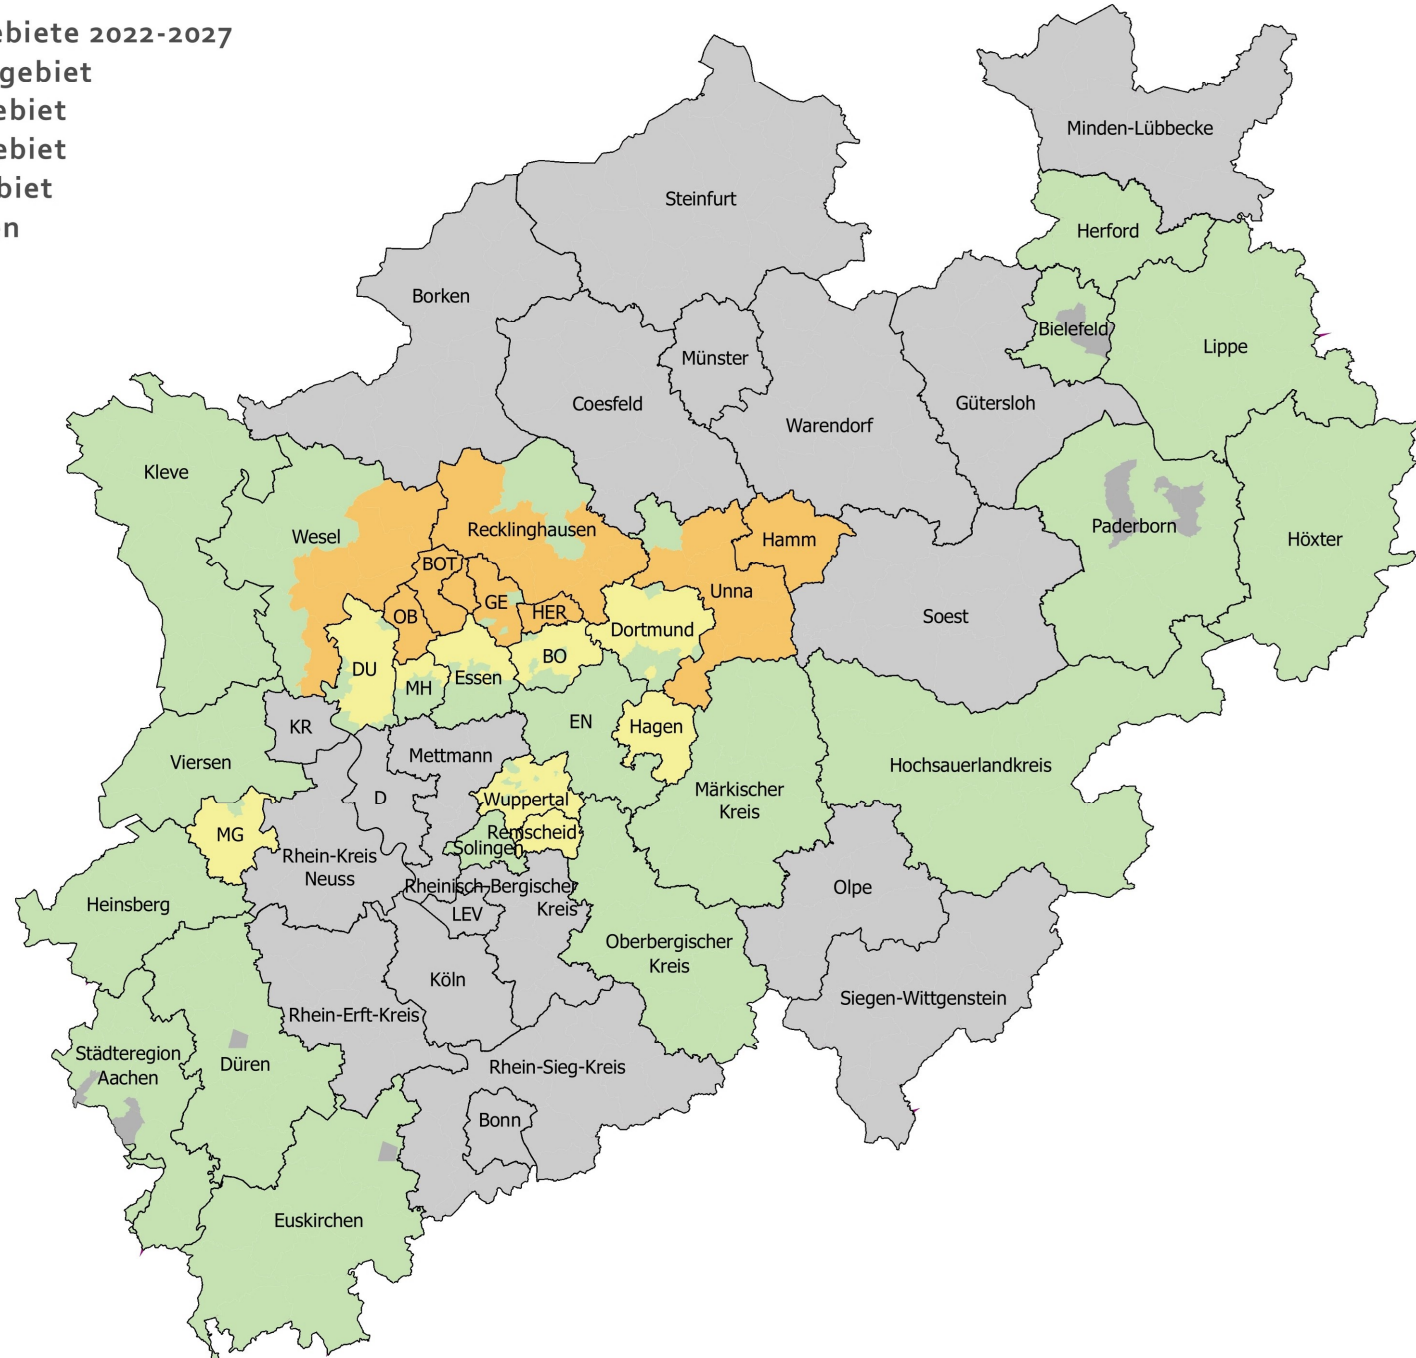 ebiete 2022-2027
gebiet
ebiet
ebiet
biet
n
Minden-Lübbecke
Steinfurt
Herford
Borken
Bielefeld
Lippe
Münster
Coesfeld
Gütersloh
Warendorf
Kleve
Wesel
Recklinghausen
Hamm
Paderborn
Höxter
BOT
Unna
GE
HER
OB
Soest
Dortmund
BO
DU
Essen
MH
EN
Hagen
KR
Mettmann
Viersen
Hochsauerlandkreis
Märkischer
Kreis
D
Wuppertal
MG
Remscheid
Solingen
Rhein-Kreis
Neuss
Rheinisch-Bergischer
Kreis
Olpe
Heinsberg
LEV
Oberbergischer
Kreis
Köln
Siegen-Wittgenstein
Rhein-Erft-Kreis
Städteregion
Aachen
Düren
Rhein-Sieg-Kreis
Bonn
Euskirchen